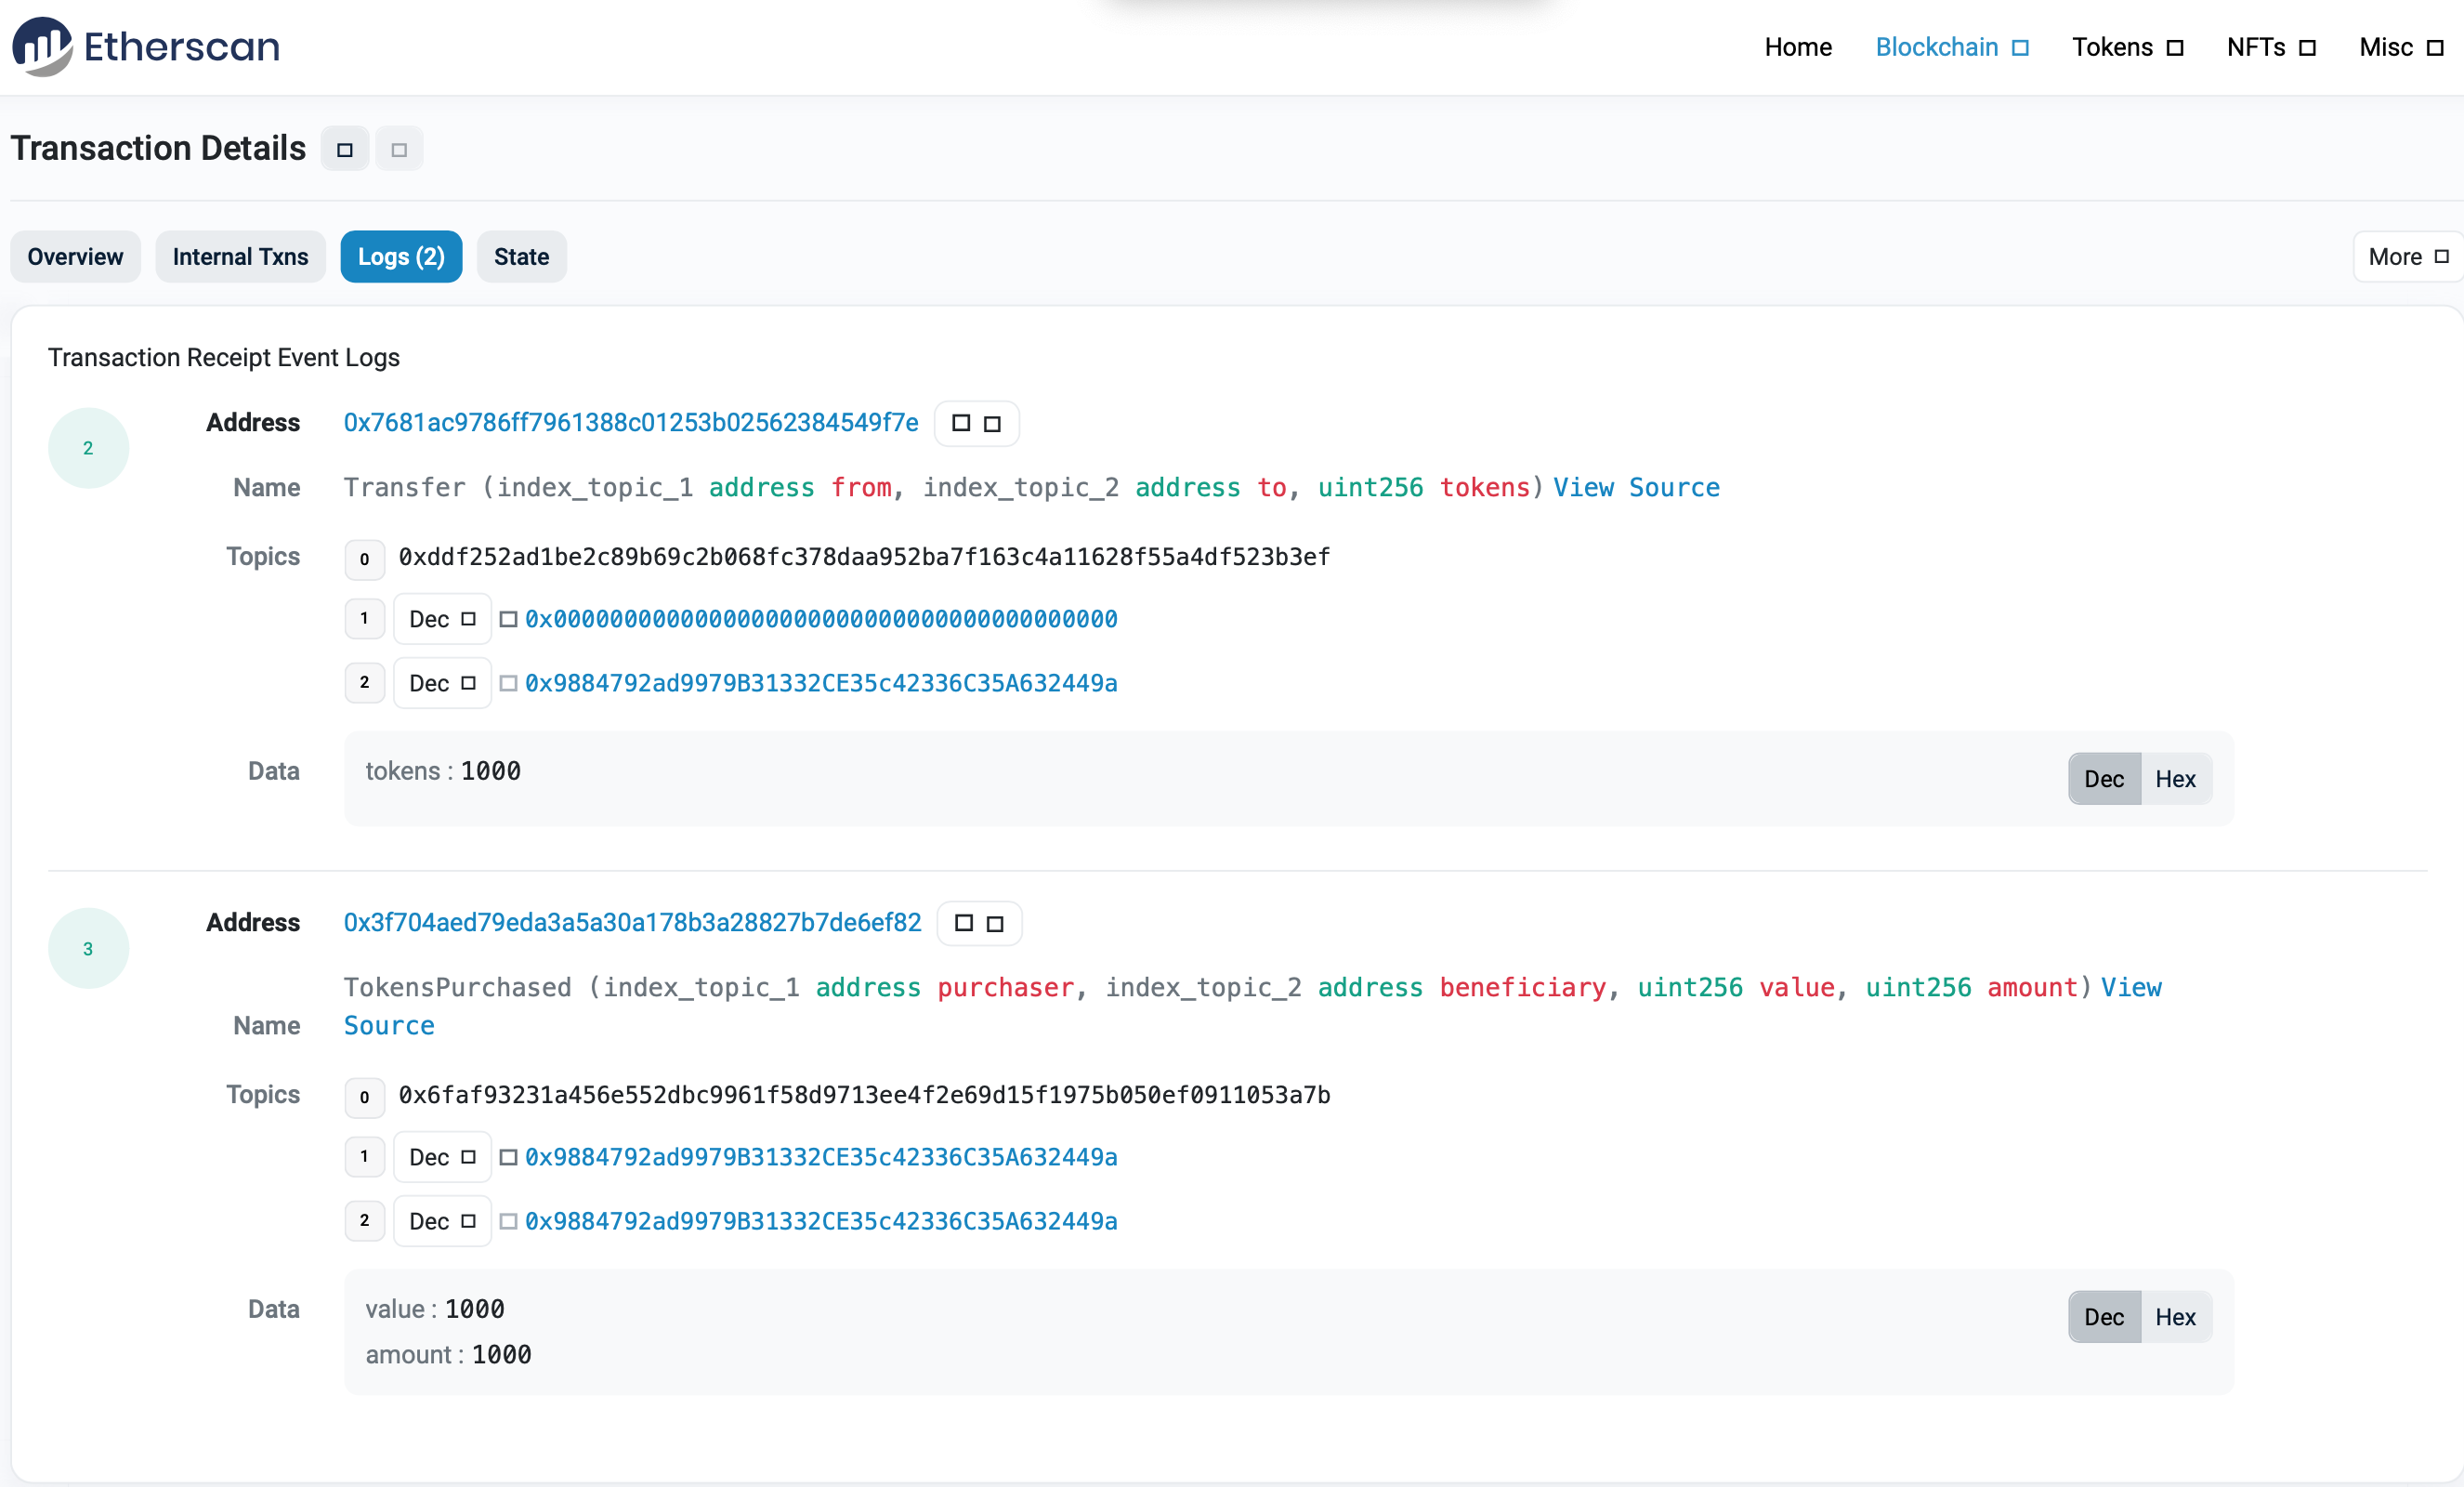 Etherscan
Home Blockchain Tokens NFTs Misc
Transaction Details
Overview Internal Txns Logs (2) State More
Transaction Receipt Event Logs
2 Address 0x7681ac9786ff7961388c01253b02562384549f7e
Name Transfer (index_topic_1 address from, index_topic_2 address to, uint256 tokens) View Source
Topics 0 0xddf252ad1be2c89b69c2b068fc378daa952ba7f163c4a11628f55a4df523b3ef
1 Dec 0x0000000000000000000000000000000000000000
2 Dec 0x9884792ad9979B31332CE35c42336C35A632449a
Data tokens : 1000 Dec Hex
3 Address 0x3f704aed79eda3a5a30a178b3a28827b7de6ef82
TokensPurchased (index_topic_1 address purchaser, index_topic_2 address beneficiary, uint256 value, uint256 amount) View
Name Source
Topics 0 0x6faf93231a456e552dbc9961f58d9713ee4f2e69d15f1975b050ef0911053a7b
1 Dec 0x9884792ad9979B31332CE35c42336C35A632449a
2 Dec 0x9884792ad9979B31332CE35c42336C35A632449a
Data value : 1000 Dec Hex
amount : 1000